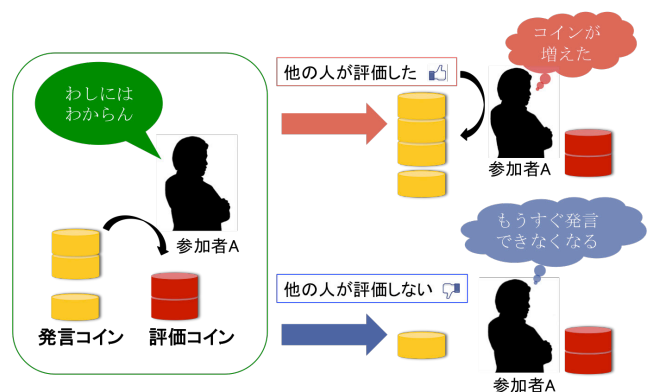 わしには
わからん
参加者A
発言コイン
評価コイン
他の人が評価した
コインが
増えた
参加者A
他の人が評価しない
もうすぐ発言
できなくなる
参加者A